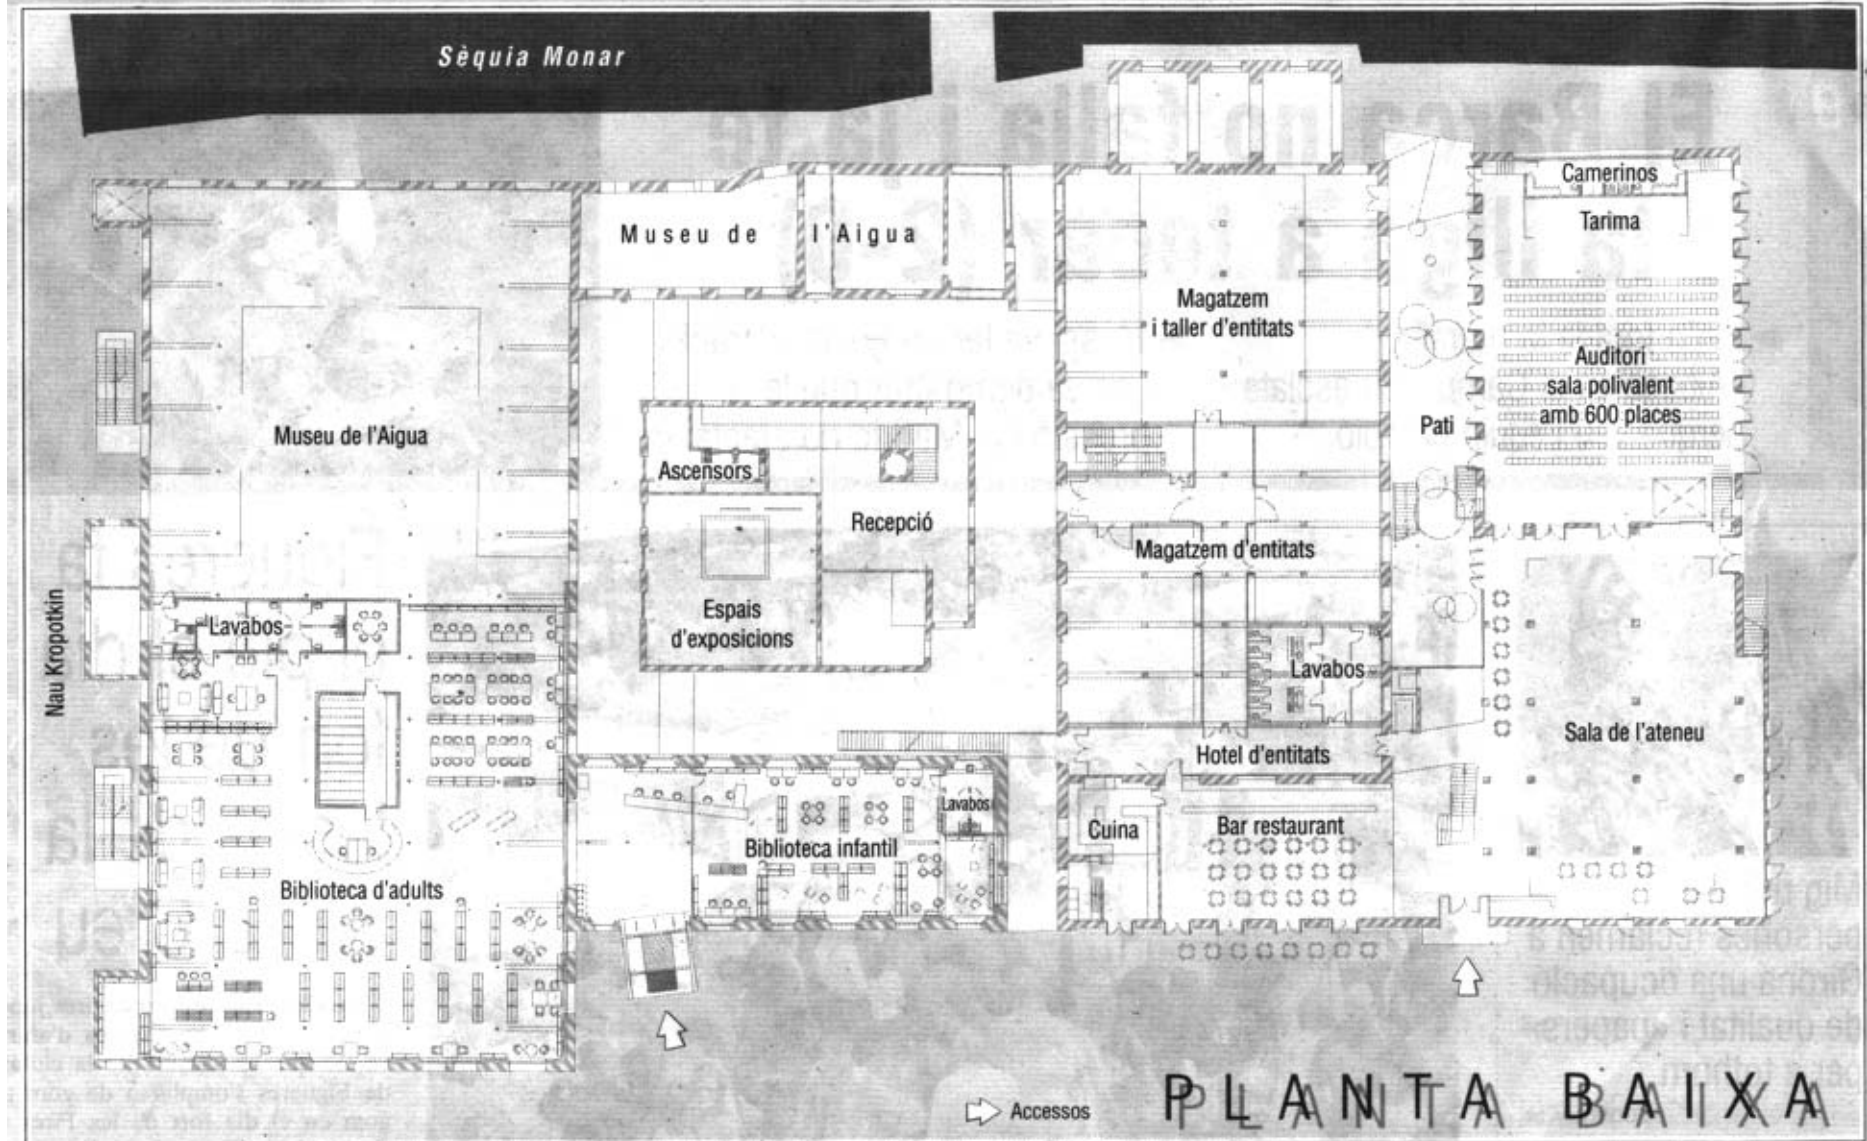 Sèquia Monar
Camerinos
Tarima
Museu de l'Aigua
Magatzem
i taller d'entitats
Auditori
sala polivalent
amb 600 places
Pati
Museu de l'Aigua
Ascensors
Recepció
Magatzem d'entitats
Espais
d'exposicions
Lavabos
Lavabos
Nau Kropotkin
Sala de l'ateneu
Hotel d'entitats
Lavabos
Cuina
Bar restaurant
Biblioteca infantil
Biblioteca d'adults
Accessos
PLANTA BAIXA